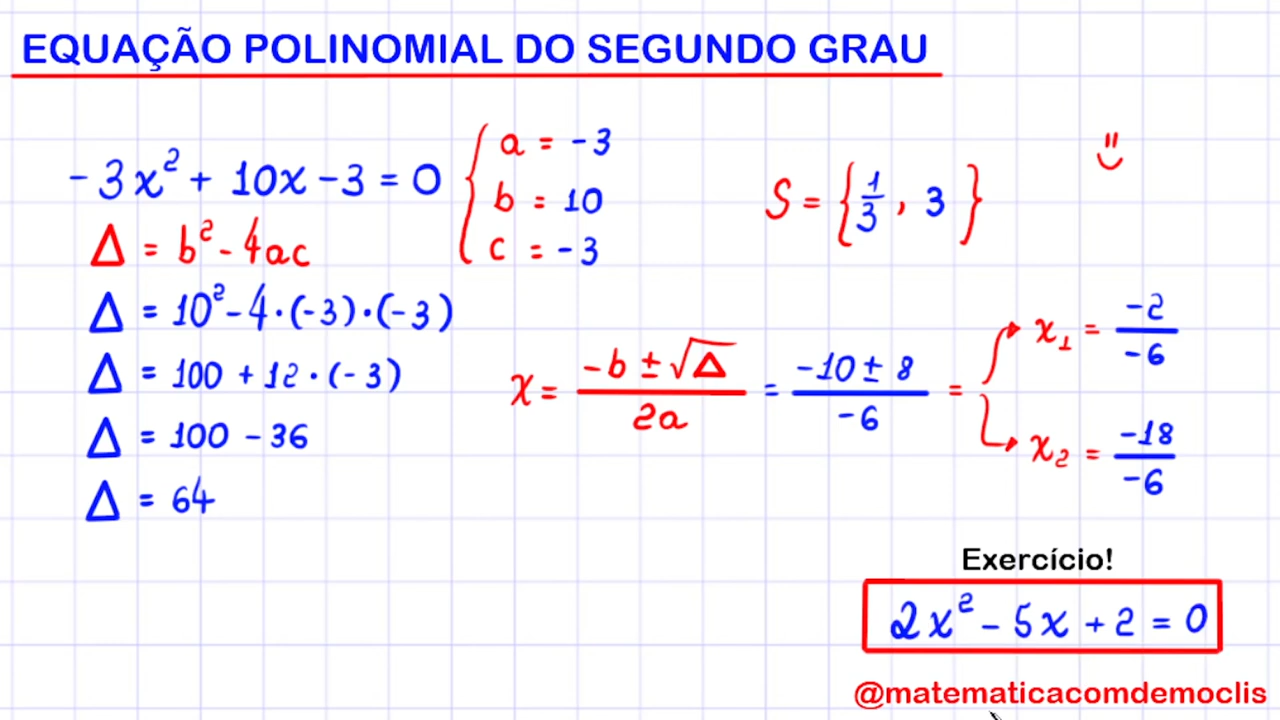 EQUAÇÃO POLINOMIAL DO SEGUNDO GRAU
-3x² + 10x - 3 = 0
a = -3
b = 10
c = -3
Δ = b² - 4ac
Δ = 10² - 4·(-3)·(-3)
Δ = 100 + 12·(-3)
Δ = 100 - 36
Δ = 64
S = {1/3, 3}
x = (-b ± √Δ)/2a = (-10 ± 8)/-6 =
x₁ = -2/-6
x₂ = -18/-6
Exercício!
2x² - 5x + 2 = 0
@matematicacomdemoclis